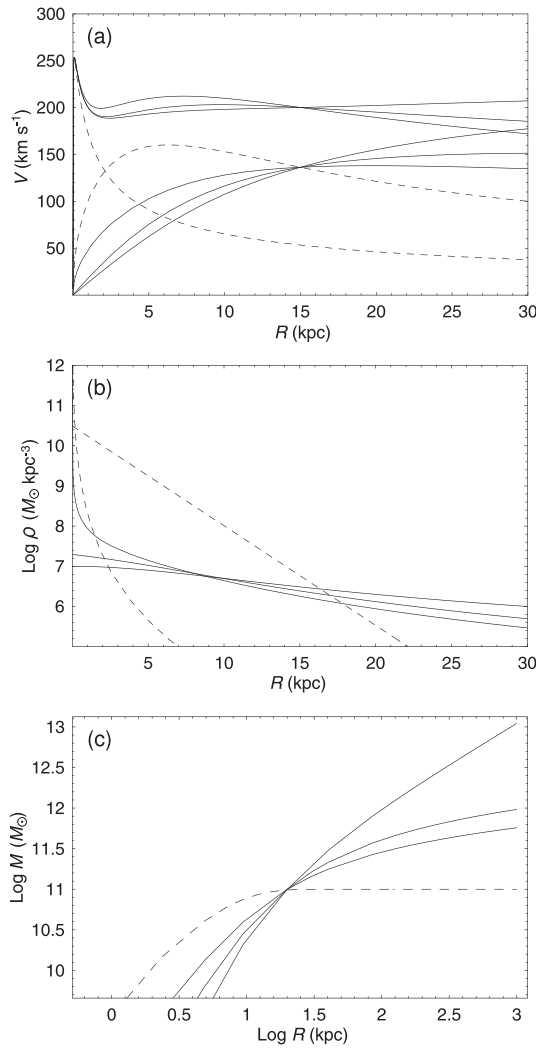 (a)
300
250
200
150
100
50
V (km s⁻¹)
5 10 15 20 25 30
R (kpc)
(b)
12
11
10
9
8
7
6
Log ρ (M⊙ kpc⁻³)
5 10 15 20 25 30
R (kpc)
(c)
13
12.5
12
11.5
11
10.5
10
Log M (M⊙)
0 0.5 1 1.5 2 2.5 3
Log R (kpc)